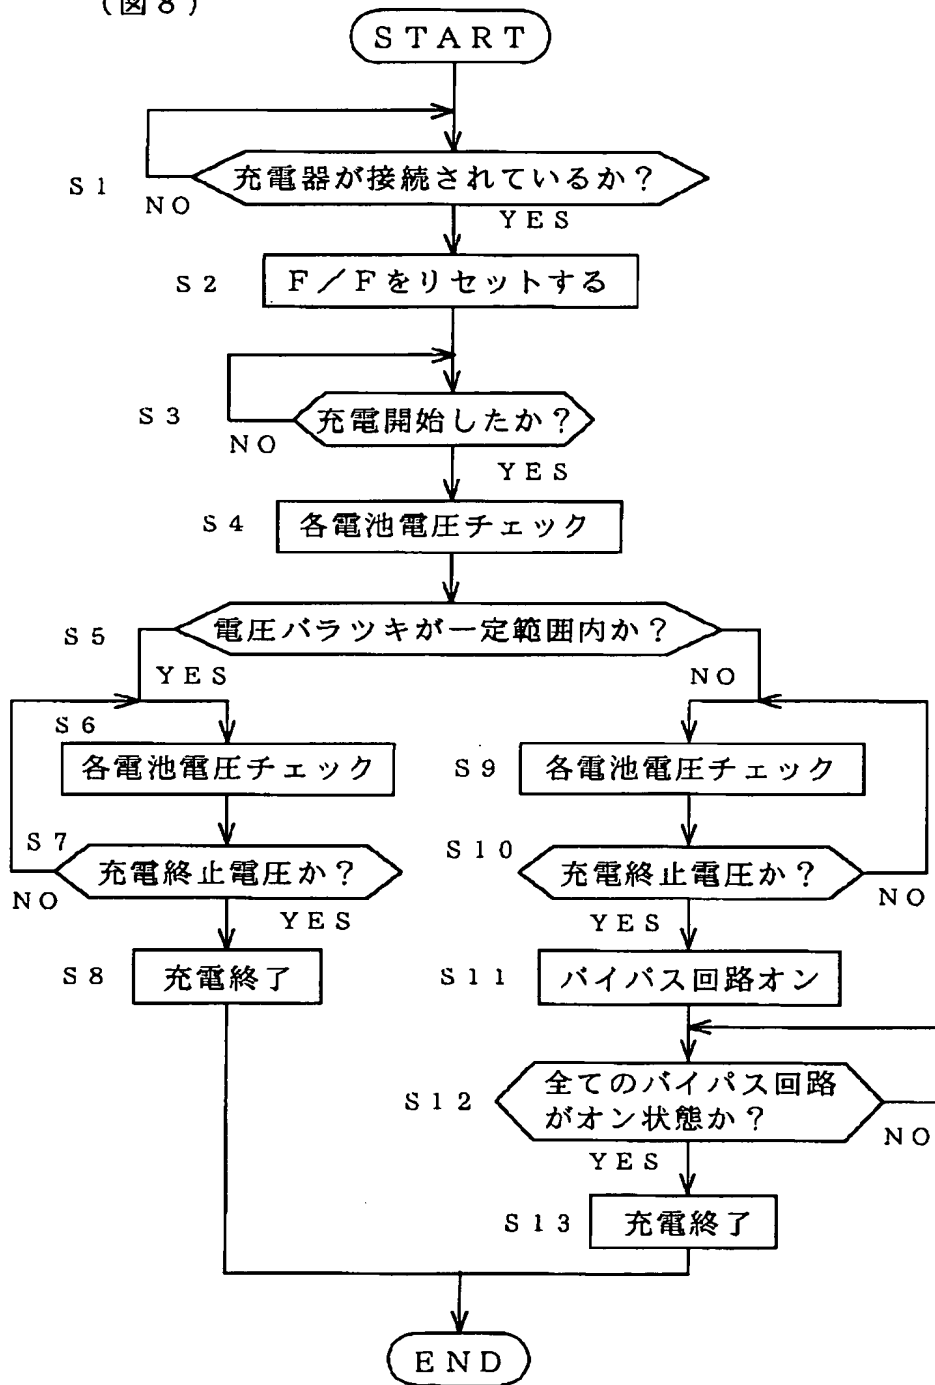 (図８)
ＳＴＡＲＴ
Ｓ１
充電器が接続されているか？
ＮＯ
ＹＥＳ
Ｓ２
Ｆ／Ｆをリセットする
Ｓ３
充電開始したか？
ＮＯ
ＹＥＳ
Ｓ４
各電池電圧チェック
Ｓ５
電圧バラツキが一定範囲内か？
ＹＥＳ
ＮＯ
Ｓ６
各電池電圧チェック
Ｓ９
各電池電圧チェック
Ｓ７
充電終止電圧か？
ＮＯ
ＹＥＳ
Ｓ１０
充電終止電圧か？
ＮＯ
ＹＥＳ
Ｓ８
充電終了
Ｓ１１
バイパス回路オン
Ｓ１２
全てのバイパス回路
がオン状態か？
ＮＯ
ＹＥＳ
Ｓ１３
充電終了
ＥＮＤ